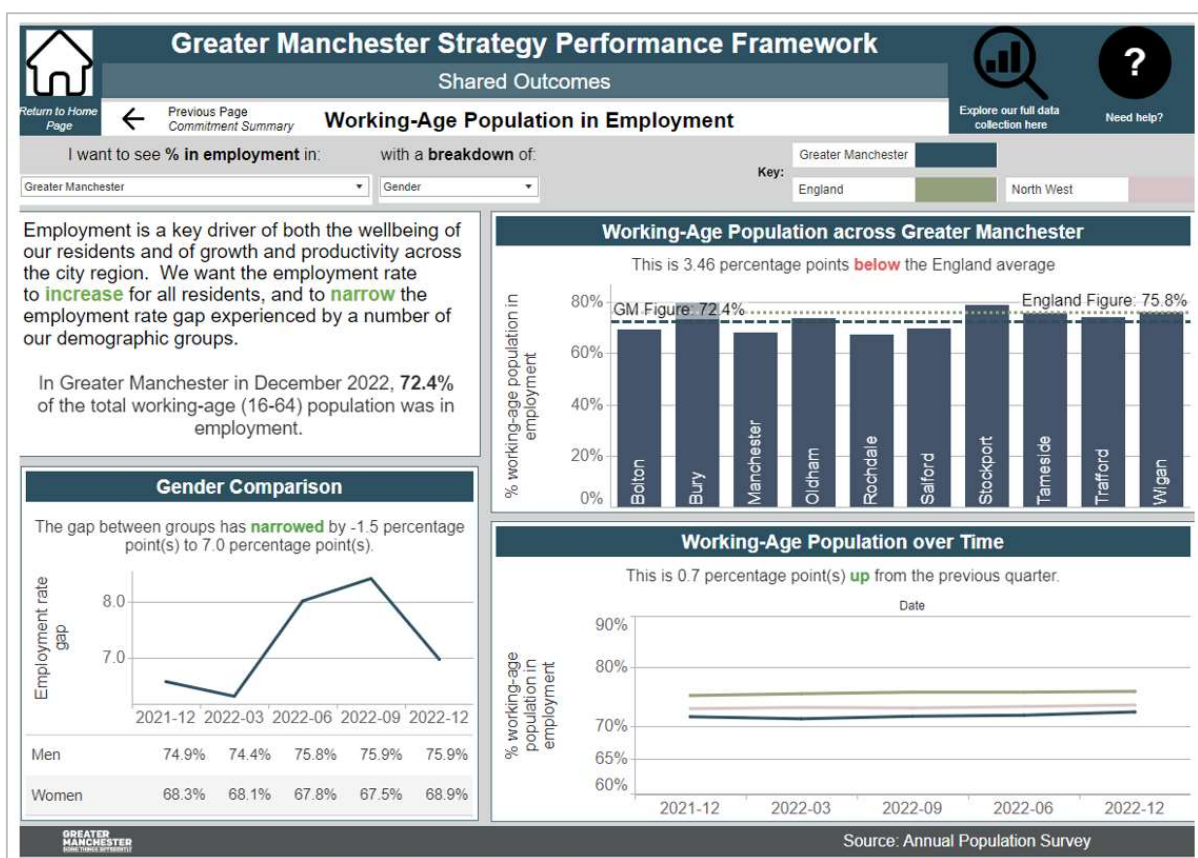 Greater Manchester Strategy Performance Framework
Shared Outcomes
Return to Home
Page
Previous Page
Commitment Summary
Working-Age Population in Employment
Explore our full data
collection here
?
Need help?
I want to see % in employment in:
with a breakdown of:
Greater Manchester
Gender
Key:
Greater Manchester
England
North West
Employment is a key driver of both the wellbeing of
our residents and of growth and productivity across
the city region. We want the employment rate
to increase for all residents, and to narrow the
employment rate gap experienced by a number of
our demographic groups.
In Greater Manchester in December 2022, 72.4%
of the total working-age (16-64) population was in
employment.
Working-Age Population across Greater Manchester
This is 3.46 percentage points below the England average
% working-age population in
employment
80%
60%
40%
20%
0%
GM Figure: 72.4%
England Figure: 75.8%
Bolton
Bury
Manchester
Oldham
Rochdale
Salford
Stockport
Tameside
Trafford
Wigan
Gender Comparison
The gap between groups has narrowed by -1.5 percentage
point(s) to 7.0 percentage point(s).
Employment rate
gap
8.0
7.0
2021-12 2022-03 2022-06 2022-09 2022-12
Men 74.9% 74.4% 75.8% 75.9% 75.9%
Women 68.3% 68.1% 67.8% 67.5% 68.9%
Working-Age Population over Time
This is 0.7 percentage point(s) up from the previous quarter.
Date
% working-age
population in
employment
90%
80%
70%
65%
60%
2021-12 2022-03 2022-09 2022-06 2022-12
GREATER
MANCHESTER
DOING THINGS DIFFERENTLY
Source: Annual Population Survey